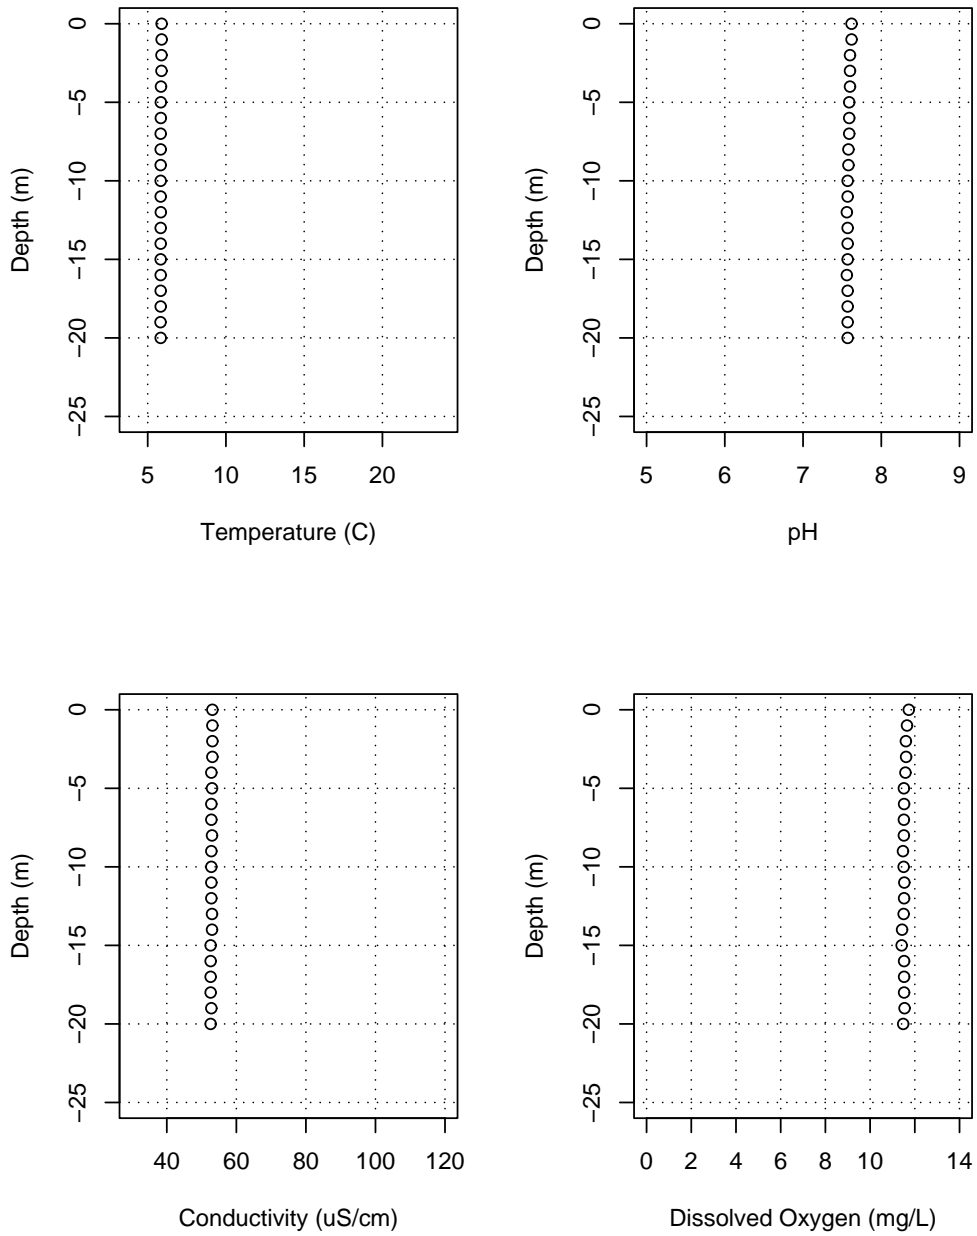 0
−5
−10
−15
−20
−25
Depth (m)
5 10 15 20
Temperature (C)
0
−5
−10
−15
−20
−25
Depth (m)
5 6 7 8 9
pH
0
−5
−10
−15
−20
−25
Depth (m)
40 60 80 100 120
Conductivity (uS/cm)
0
−5
−10
−15
−20
−25
Depth (m)
0 2 4 6 8 10 14
Dissolved Oxygen (mg/L)